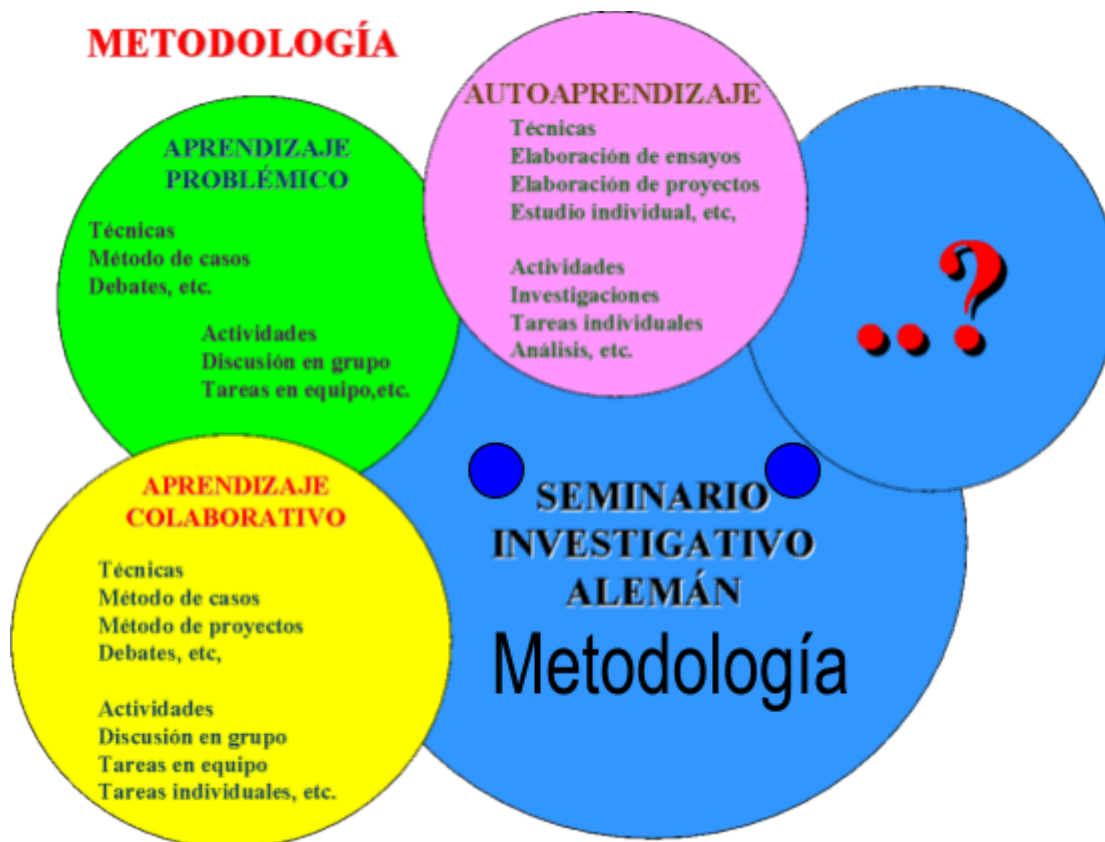 METODOLOGÍA
APRENDIZAJE
PROBLÉMICO
Técnicas
Método de casos
Debates, etc.
Actividades
Discusión en grupo
Tareas en equipo,etc.
AUTOAPRENDIZAJE
Técnicas
Elaboración de ensayos
Elaboración de proyectos
Estudio individual, etc,
Actividades
Investigaciones
Tareas individuales
Análisis, etc.
..?
APRENDIZAJE
COLABORATIVO
Técnicas
Método de casos
Método de proyectos
Debates, etc,
Actividades
Discusión en grupo
Tareas en equipo
Tareas individuales, etc.
SEMINARIO
INVESTIGATIVO
ALEMÁN
Metodología